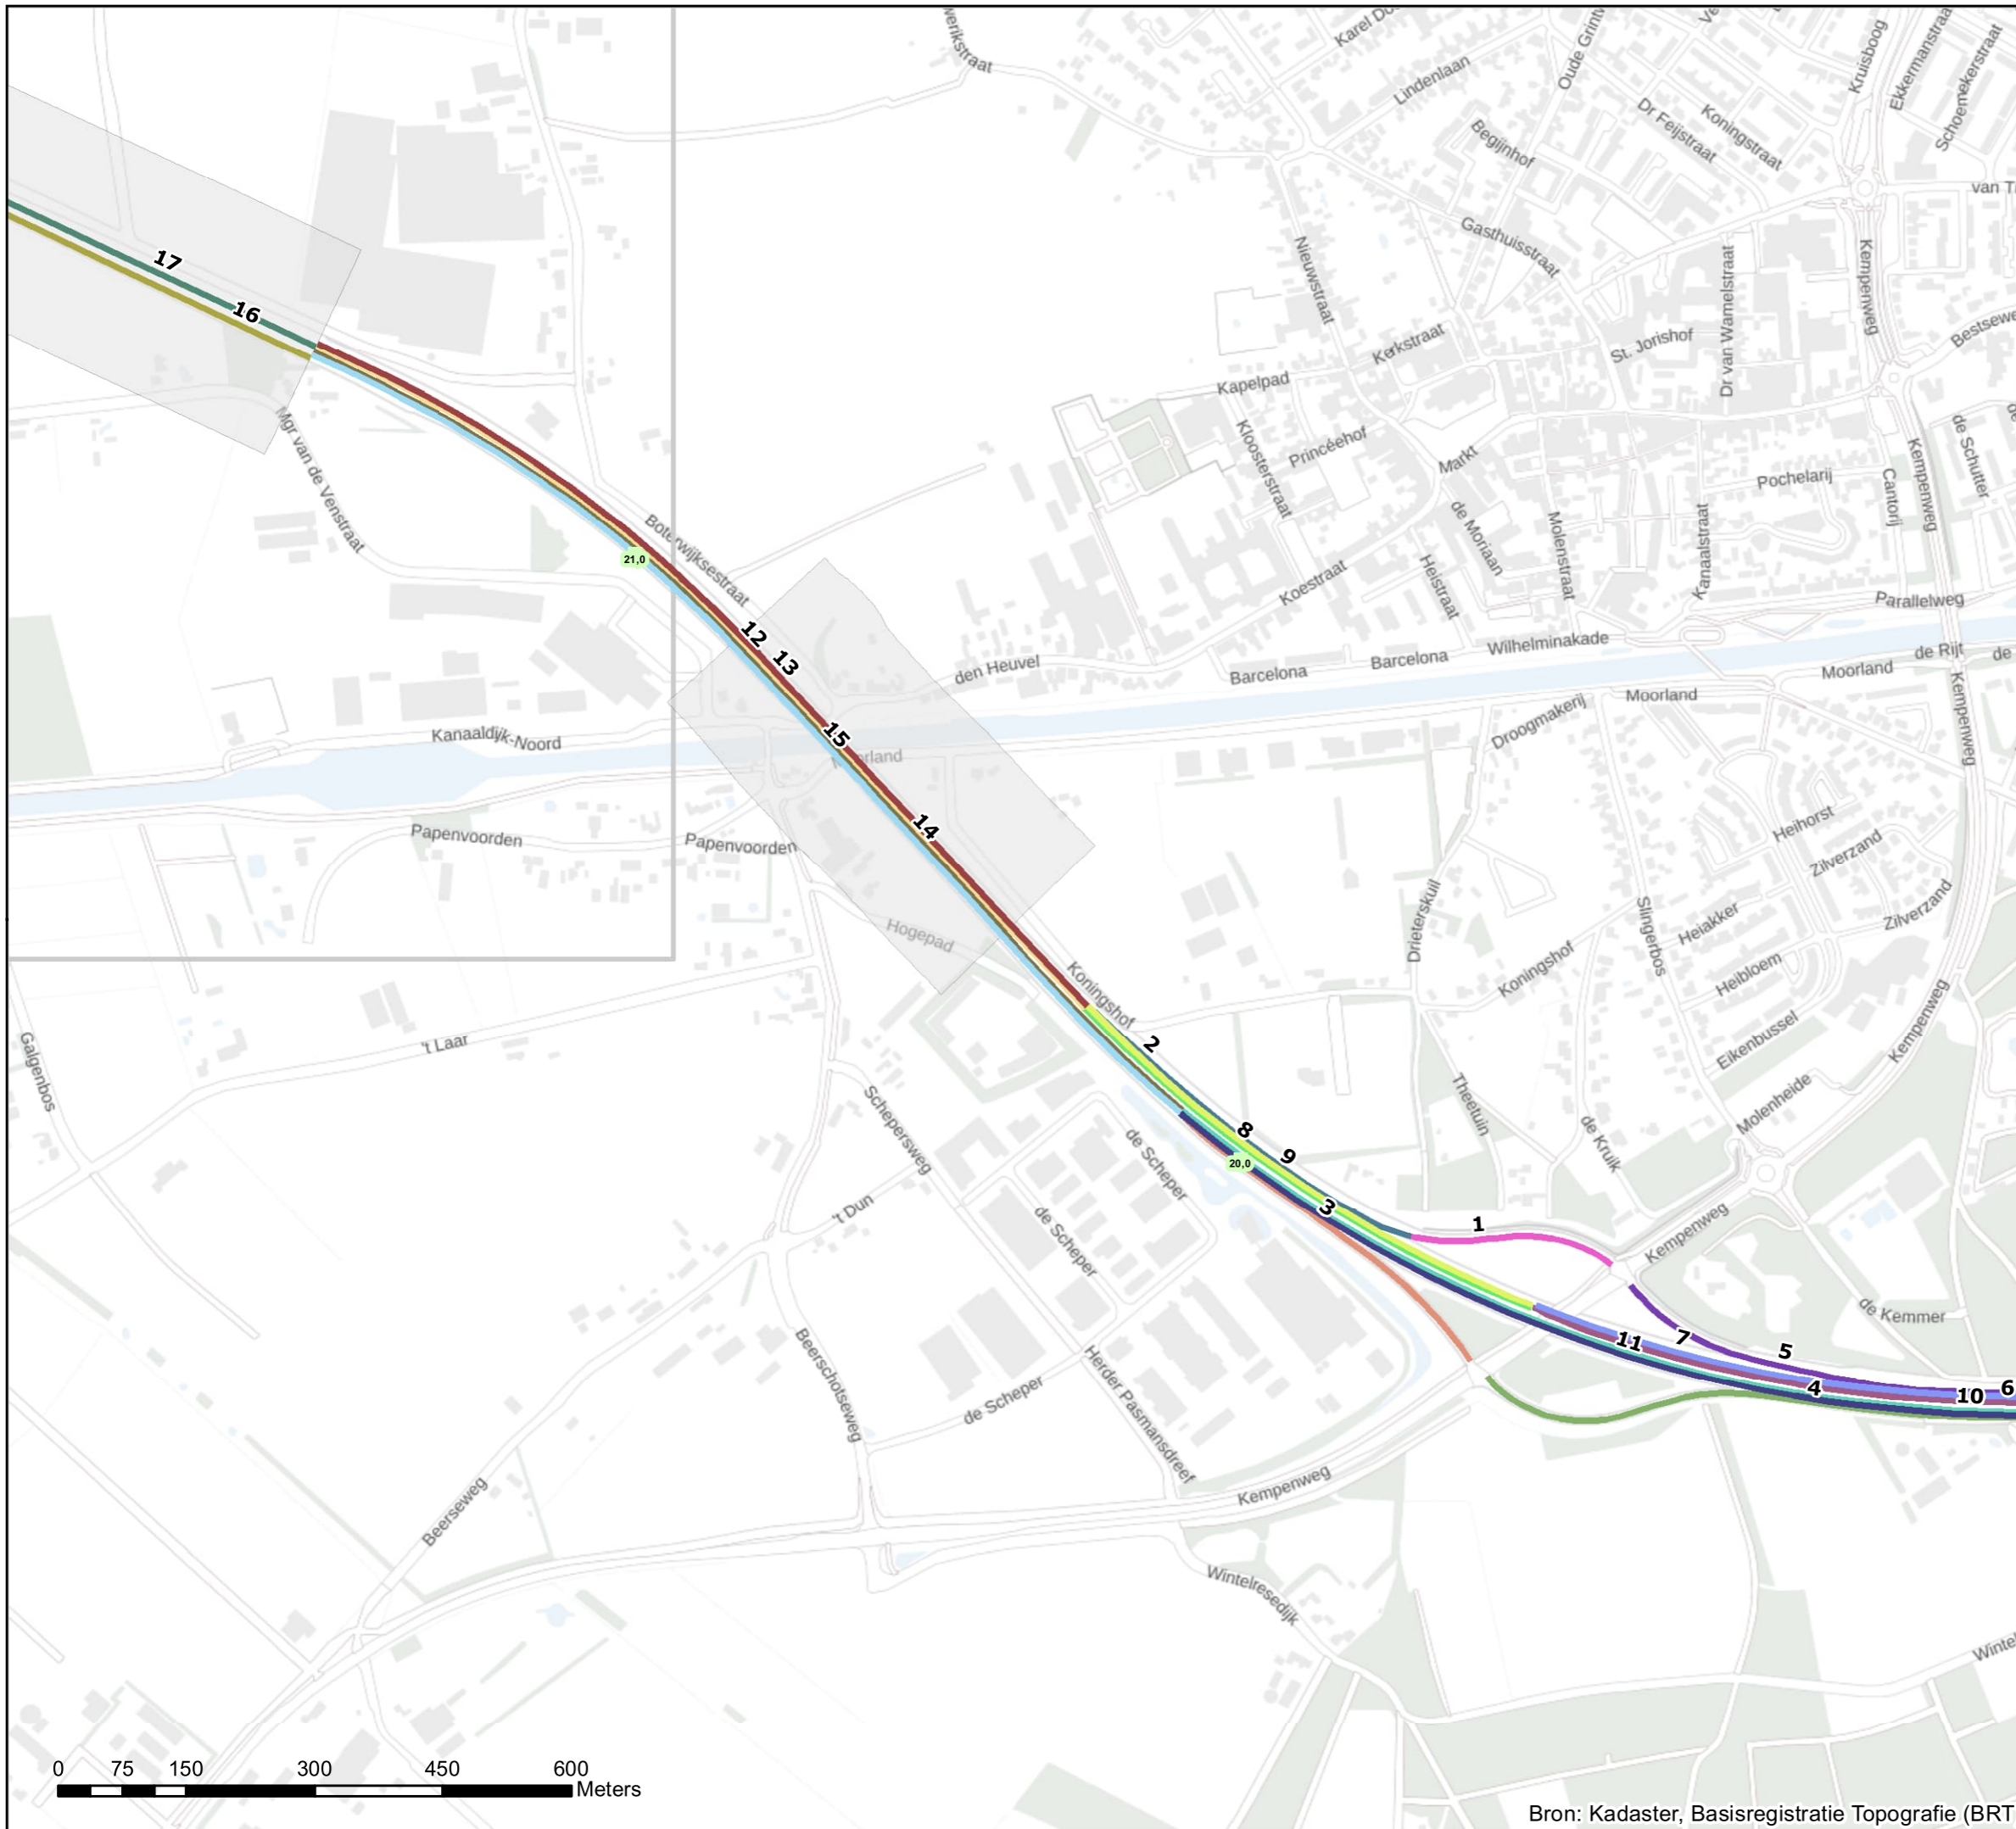 Karel Do
Lindenlaan
Oude Grintw
Kruisboog
Ekkermanstraat
Schoenmekerstraat
Begijnhof
Dr Feijstraat
Koningstraat
van T
Gasthuisstraat
Nieuwstraat
Kerkstraat
St. Jorishof
Dr van Wamelstraat
Kempenweg
Bestsewe
17
16
Kapelpad
Kloosterstraat
Princéehof
Markt
Pochelarij
Cantorij
Kempenweg
de Schutter
Mgr van de Venstraat
Boterwijksestraat
21,0
de Moriaan
Molenstraat
Kanaalstraat
Heistraat
Koestraat
Parallelweg
12
13
den Heuvel
Barcelona
Barcelona
Wilhelminakade
Moorland
de Rijt
de
Moorland
Kempenweg
Kanaaldijk-Noord
15
Droogmakerij
Papenvoorden
Papenvoorden
14
Heihorst
Zilverzand
Zilverzand
Hogepad
Drieterskuil
Slingerbos
Heiakker
Koningshof
Heibloem
Koningshof
Eikenbussel
Kempenweg
't Laar
Galgenbos
2
Schepersweg
Theetuin
Molenheide
de Kruik
8
9
de Scheper
20,0
3
't Dun
de Scheper
1
Kempenweg
de Kemmer
Beerschotseweg
Herder Pasmansdreef
11
7
5
4
10
6
de Scheper
Kempenweg
Beerseweg
Wintelresedijk
Wintel
0
75
150
300
450
600
Meters
Bron: Kadaster, Basisregistratie Topografie (BRT